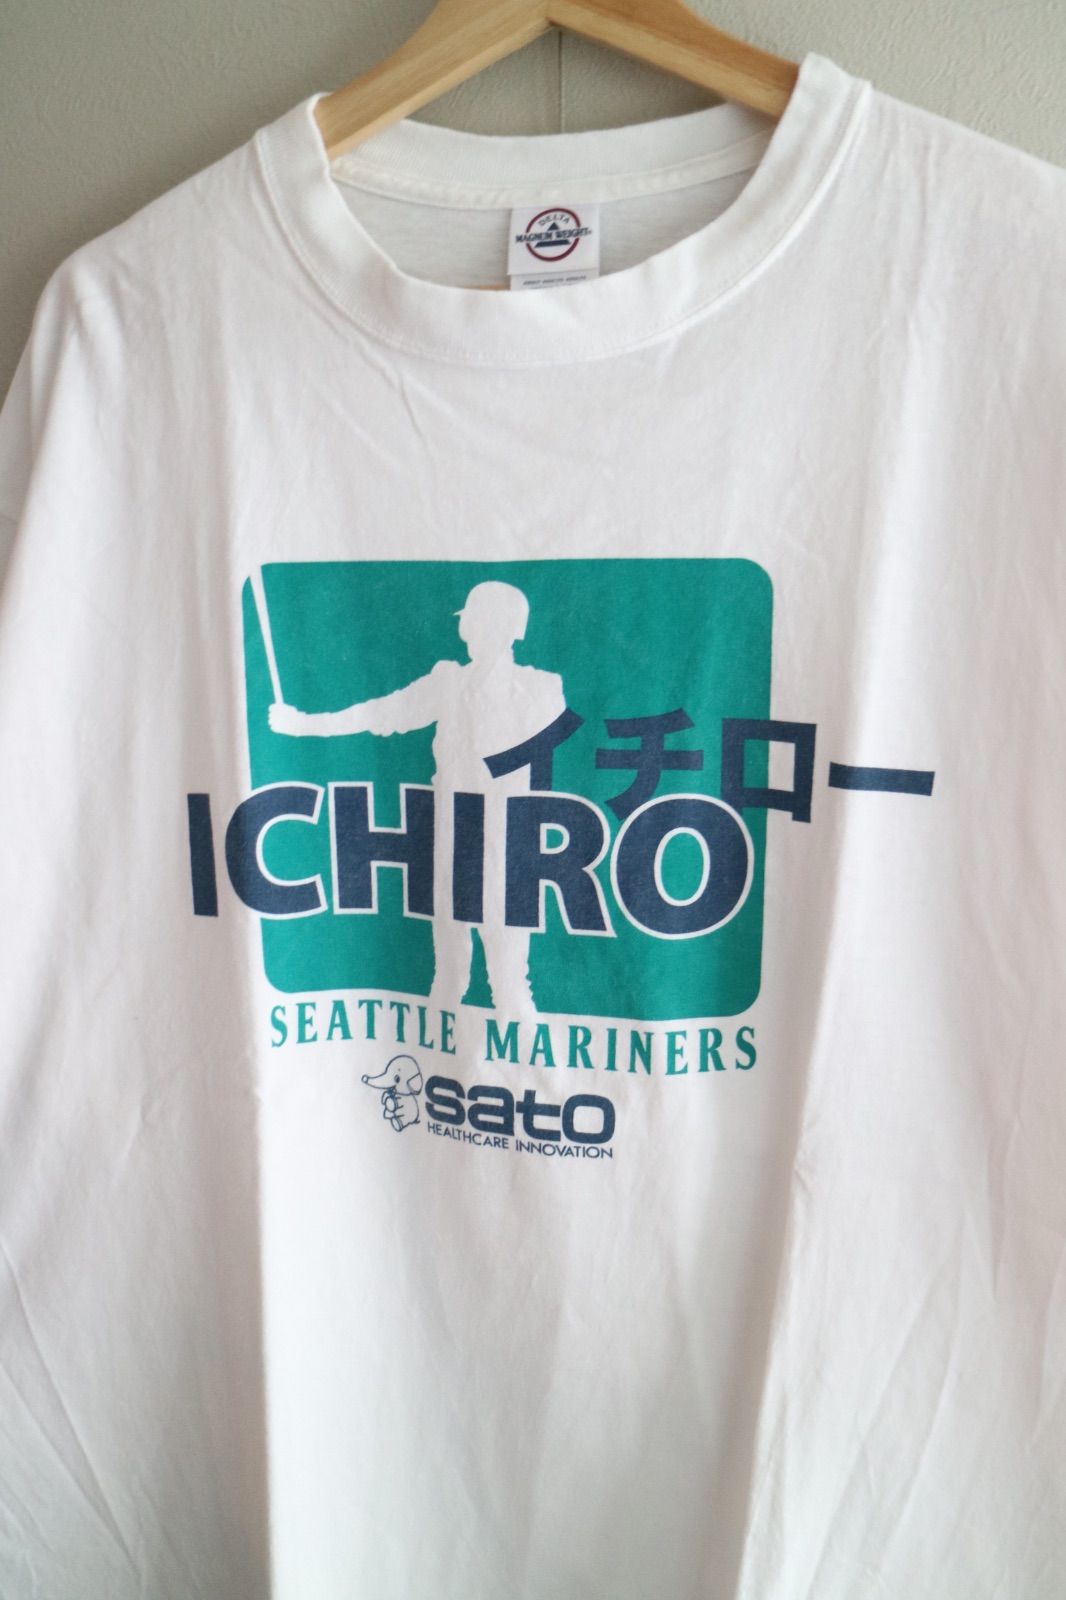 DELTA
MAGNUM WEIGHT®
イチロー
ICHIRO
SEATTLE MARINERS
sato
HEALTHCARE INNOVATION